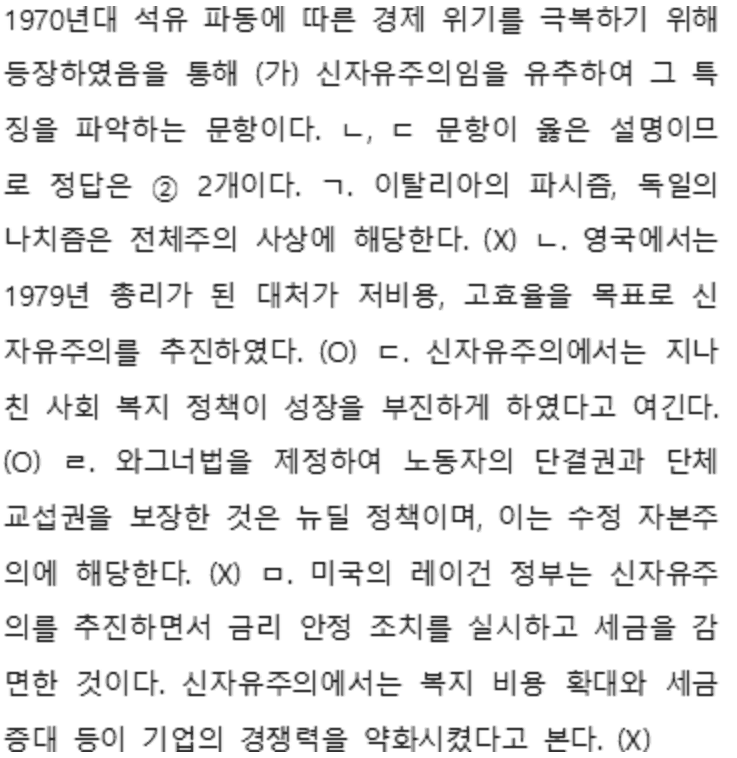 1970년대 석유 파동에 따른 경제 위기를 극복하기 위해
등장하였음을 통해 (가) 신자유주의임을 유추하여 그 특
징을 파악하는 문항이다. ㄴ, ㄷ 문항이 옳은 설명이므
로 정답은 ② 2개이다. ㄱ. 이탈리아의 파시즘, 독일의
나치즘은 전체주의 사상에 해당한다. (X) ㄴ. 영국에서는
1979년 총리가 된 대처가 저비용, 고효율을 목표로 신
자유주의를 추진하였다. (O) ㄷ. 신자유주의에서는 지나
친 사회 복지 정책이 성장을 부진하게 하였다고 여긴다.
(O) ㄹ. 와그너법을 제정하여 노동자의 단결권과 단체
교섭권을 보장한 것은 뉴딜 정책이며, 이는 수정 자본주
의에 해당한다. (X) ㅁ. 미국의 레이건 정부는 신자유주
의를 추진하면서 금리 안정 조치를 실시하고 세금을 감
면한 것이다. 신자유주의에서는 복지 비용 확대와 세금
증대 등이 기업의 경쟁력을 약화시켰다고 본다. (X)